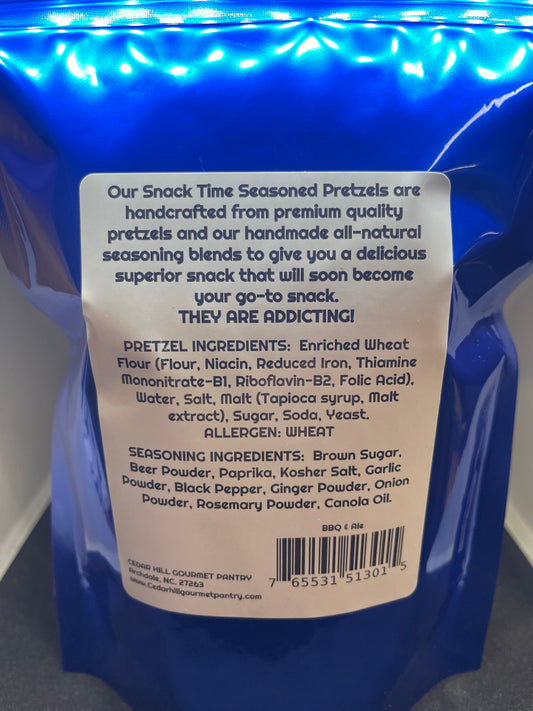 Our Snack Time Seasoned Pretzels are
handcrafted from premium quality
pretzels and our handmade all-natural
seasoning blends to give you a delicious
superior snack that will soon become
your go-to snack.
THEY ARE ADDICTING!
PRETZEL INGREDIENTS: Enriched Wheat
Flour (Flour, Niacin, Reduced Iron, Thiamine
Mononitrate-B1, Riboflavin-B2, Folic Acid),
Water, Salt, Malt (Tapioca syrup, Malt
extract), Sugar, Soda, Yeast.
ALLERGEN: WHEAT
SEASONING INGREDIENTS: Brown Sugar,
Beer Powder, Paprika, Kosher Salt, Garlic
Powder, Black Pepper, Ginger Powder, Onion
Powder, Rosemary Powder, Canola Oil.
BBQ & Ale
CEDAR HILL GOURMET PANTRY
Archdale, NC. 27263
www.Cedarhillgourmetpantry.com
7 65531 51301 5